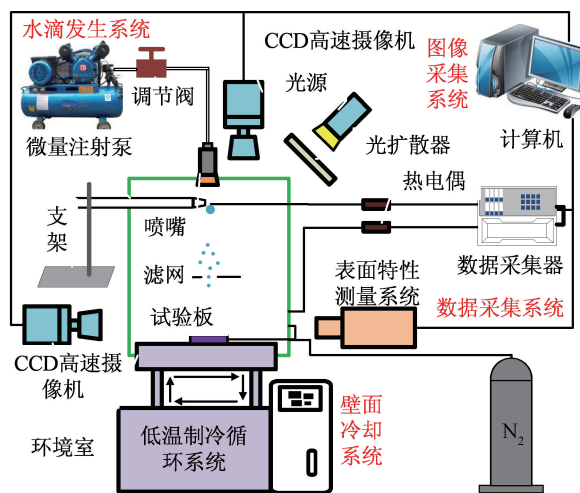 水滴发生系统
CCD高速摄像机
图像
采集
系统
调节阀
光源
微量注射泵
光扩散器
计算机
热电偶
支
架
喷嘴
滤网
数据采集器
表面特性
测量系统
数据采集系统
试验板
CCD高速摄
像机
环境室
低温制冷循
环系统
壁面
冷却
系统
N₂